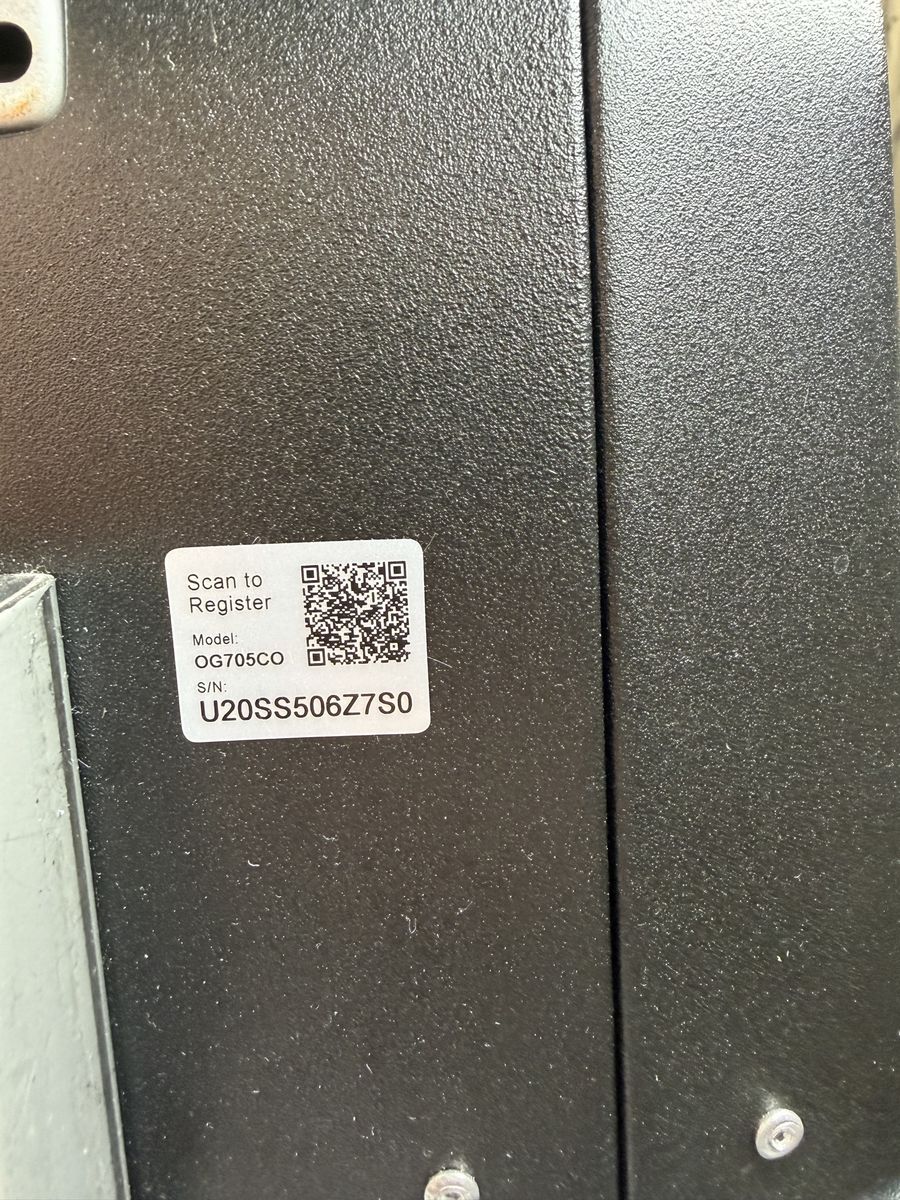 Scan to
Register
Model:
OG705CO
S/N:
U20SS506Z7S0